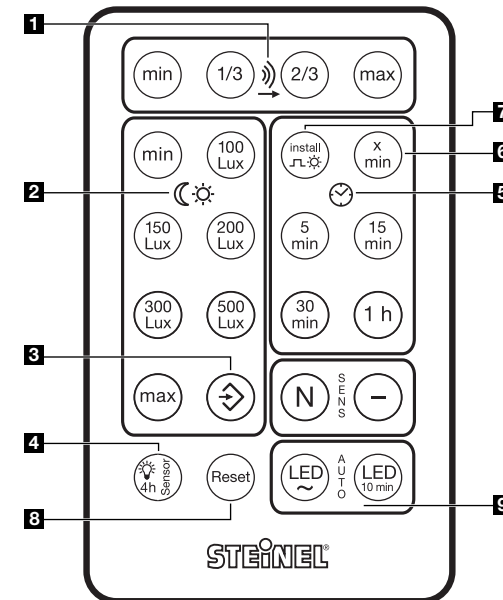 1
min 1/3 2/3 max
7
min 100 Lux install x min
6
2
5
150 Lux 200 Lux 5 min 15 min
300 Lux 500 Lux 30 min 1 h
3
max N SENS −
4
4h Sensor Reset LED ~ AUTO LED 10 min
8
9
STEINEL®